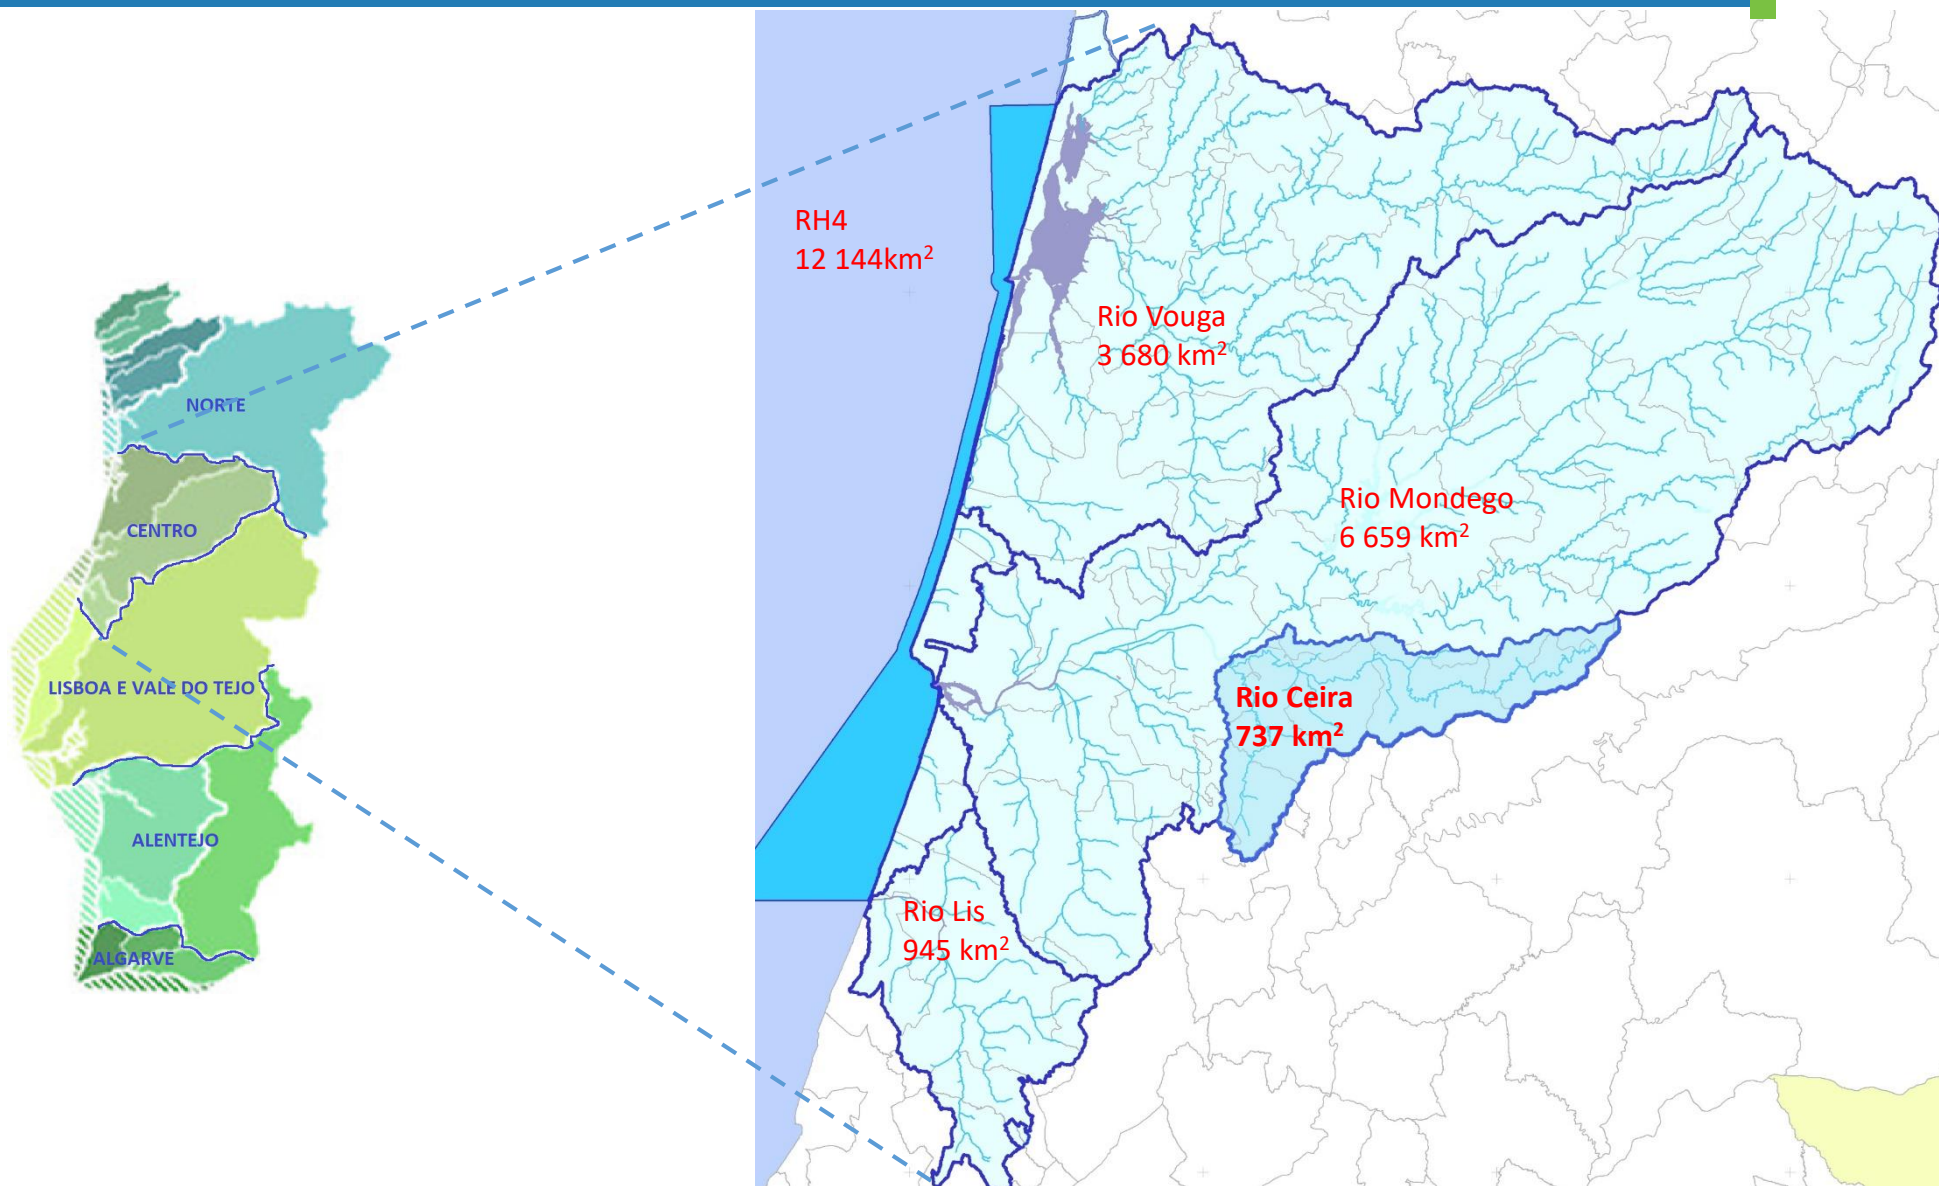 NORTE
CENTRO
LISBOA E VALE DO TEJO
ALENTEJO
ALGARVE
RH4
12 144km²
Rio Vouga
3 680 km²
Rio Mondego
6 659 km²
Rio Ceira
737 km²
Rio Lis
945 km²